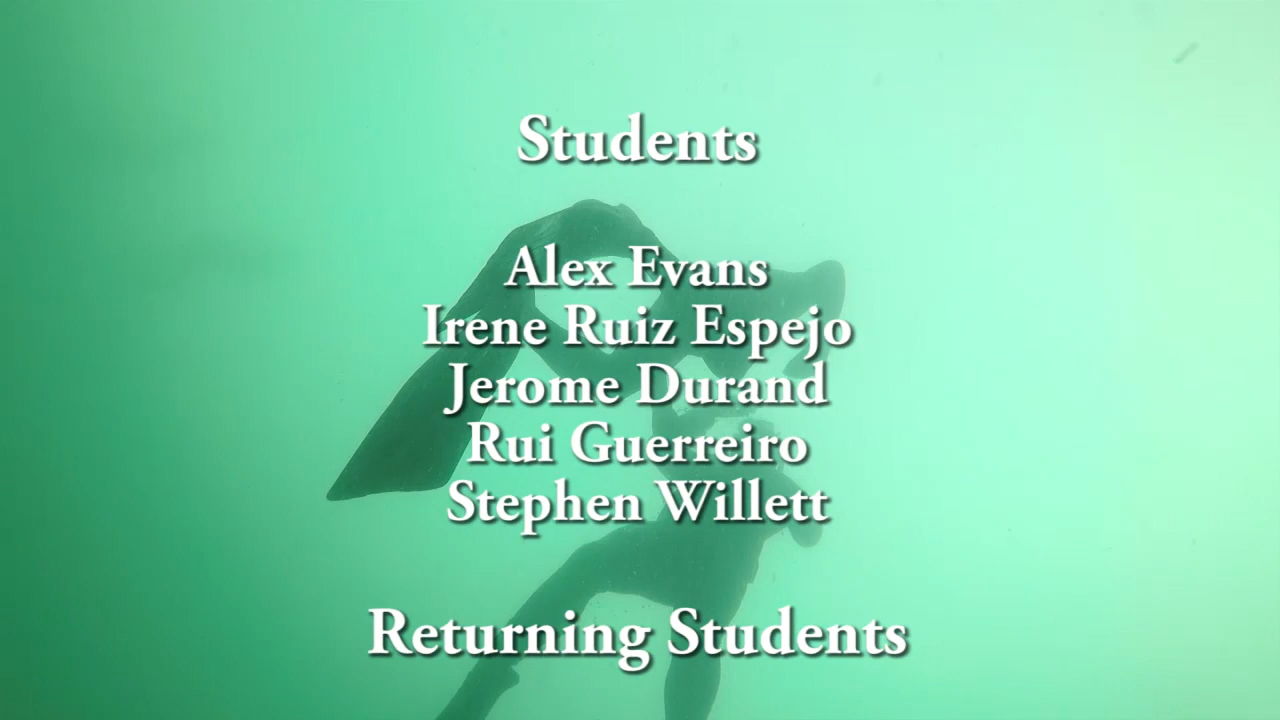 Students
Alex Evans
Irene Ruiz Espejo
Jerome Durand
Rui Guerreiro
Stephen Willett
Returning Students